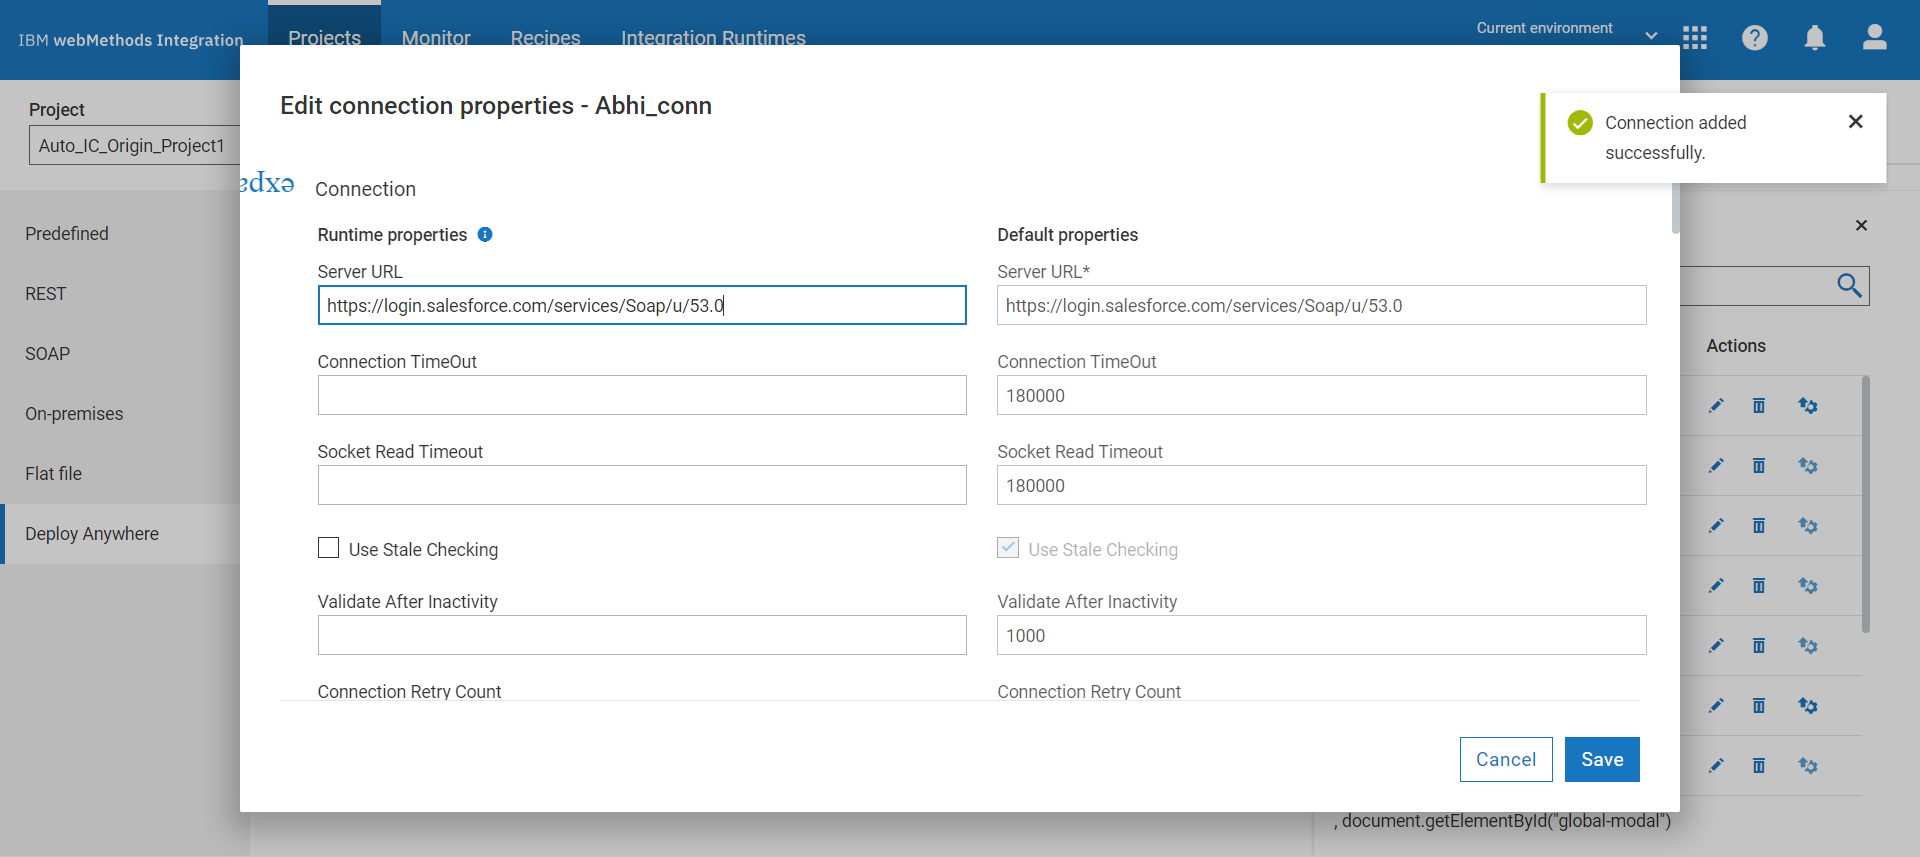 IBM webMethods Integration
Projects
Monitor
Recipes
Integration Runtimes
Current environment
Project
Auto_IC_Origin_Project1
Predefined
REST
SOAP
On-premises
Flat file
Deploy Anywhere
Edit connection properties - Abhi_conn
Connection added
successfully.
Connection
Runtime properties
Default properties
Server URL
Server URL*
https://login.salesforce.com/services/Soap/u/53.0
https://login.salesforce.com/services/Soap/u/53.0
Connection TimeOut
Connection TimeOut
180000
Socket Read Timeout
Socket Read Timeout
180000
Use Stale Checking
Use Stale Checking
Validate After Inactivity
Validate After Inactivity
1000
Connection Retry Count
Connection Retry Count
Cancel
Save
Actions
, document.getElementById("global-modal")